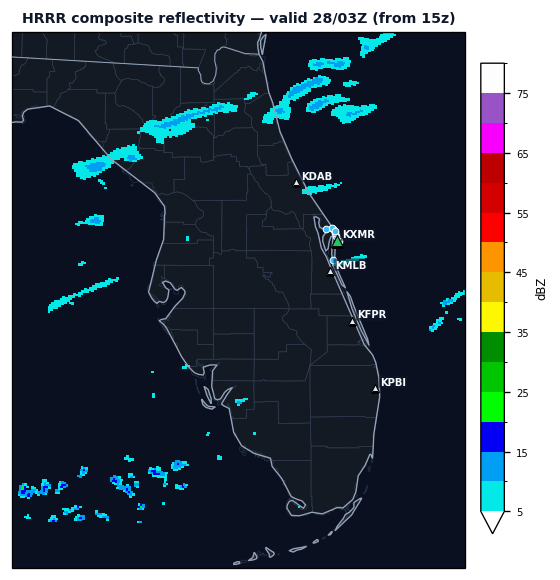 HRRR composite reflectivity — valid 28/03Z (from 15z)
KDAB
KXMR
KMLB
KFPR
KPBI
75
65
55
45
35
25
15
5
dBZ